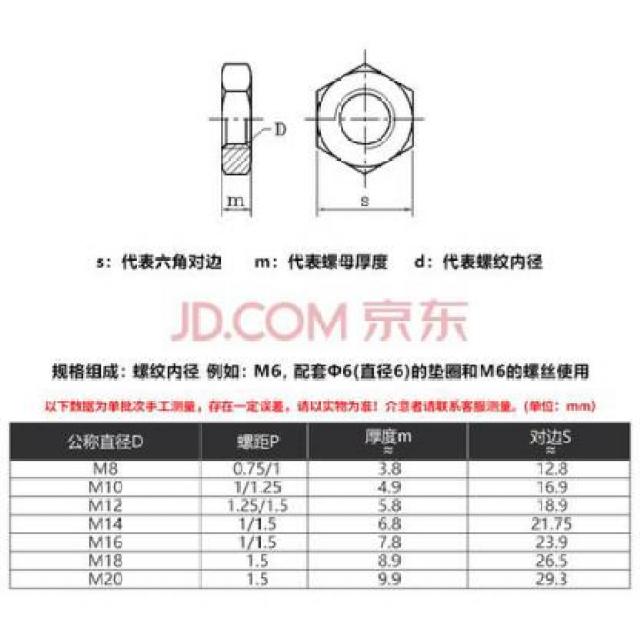 D
m
s
s：代表六角对边 m：代表螺母厚度 d：代表螺纹内径
JD.COM 京东
规格组成：螺纹内径 例如：M6，配套Φ6(直径6)的垫圈和M6的螺丝使用
以下数据为单批次手工测量，存在一定误差，请以实物为准！介意者请联系客服测量。(单位：mm)
公称直径D 螺距P 厚度m ≈ 对边S ≈
M8 0.75/1 3.8 12.8
M10 1/1.25 4.9 16.9
M12 1.25/1.5 5.8 18.9
M14 1/1.5 6.8 21.75
M16 1/1.5 7.8 23.9
M18 1.5 8.9 26.5
M20 1.5 9.9 29.3